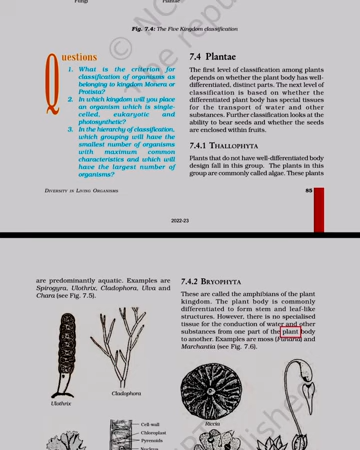 Fungi
Plantae
Fig. 7.4: The Five Kingdom classification
Questions
1. What is the criterion for
classification of organisms as
belonging to kingdom Monera or
Protista?
2. In which kingdom will you place
an organism which is single-
celled, eukaryotic and
photosynthetic?
3. In the hierarchy of classification,
which grouping will have the
smallest number of organisms
with maximum common
characteristics and which will
have the largest number of
organisms?
7.4 Plantae
The first level of classification among plants
depends on whether the plant body has well-
differentiated, distinct parts. The next level of
classification is based on whether the
differentiated plant body has special tissues
for the transport of water and other
substances. Further classification looks at the
ability to bear seeds and whether the seeds
are enclosed within fruits.
7.4.1 THALLOPHYTA
Plants that do not have well-differentiated body
design fall in this group. The plants in this
group are commonly called algae. These plants
DIVERSITY IN LIVING ORGANISMS
85
2022-23
are predominantly aquatic. Examples are
Spirogyra, Ulothrix, Cladophora, Ulva and
Chara (see Fig. 7.5).
7.4.2 BRYOPHYTA
These are called the amphibians of the plant
kingdom. The plant body is commonly
differentiated to form stem and leaf-like
structures. However, there is no specialised
tissue for the conduction of water and other
substances from one part of the plant body
to another. Examples are moss (Funaria) and
Marchantia (see Fig. 7.6).
Ulothrix
Cladophora
Riccia
Cell wall
Chloroplast
Pyrenoids
Nucleus